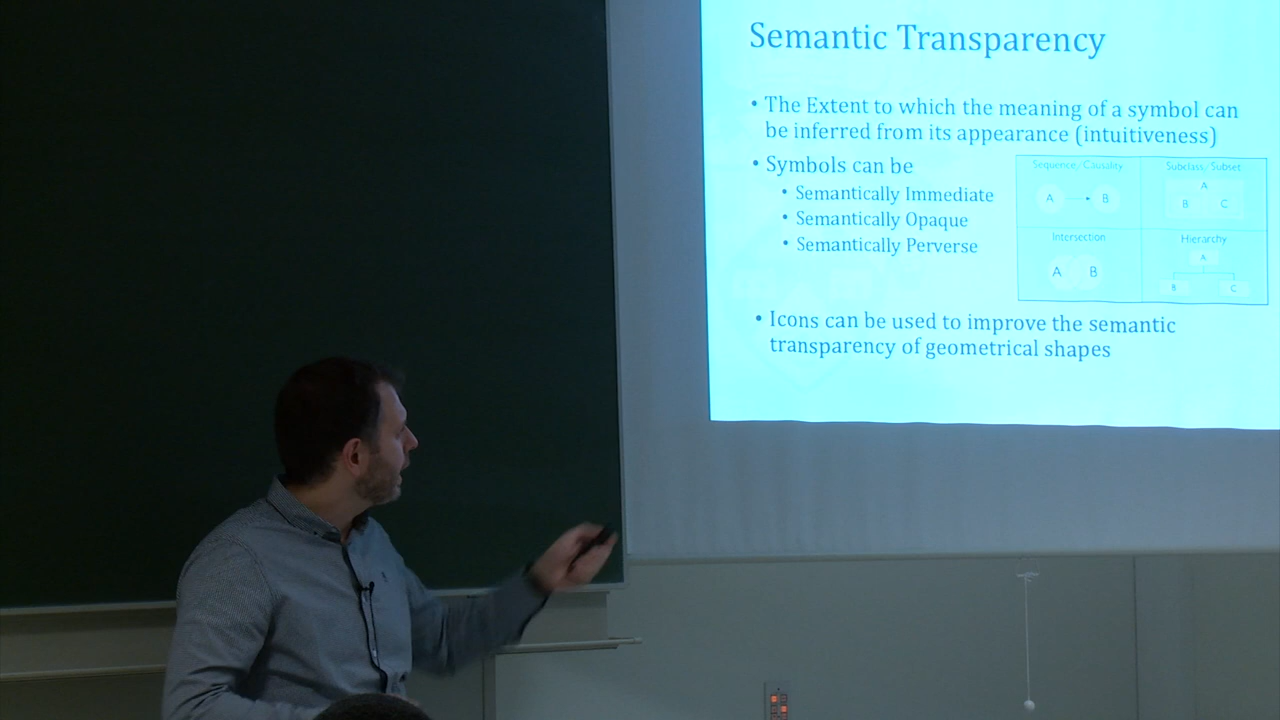 Semantic Transparency
• The Extent to which the meaning of a symbol can
be inferred from its appearance (intuitiveness)
• Symbols can be
• Semantically Immediate
• Semantically Opaque
• Semantically Perverse
Sequence/Causality
A B
Subclass/Subset
A
B C
Intersection
A B
Hierarchy
A
B C
• Icons can be used to improve the semantic
transparency of geometrical shapes